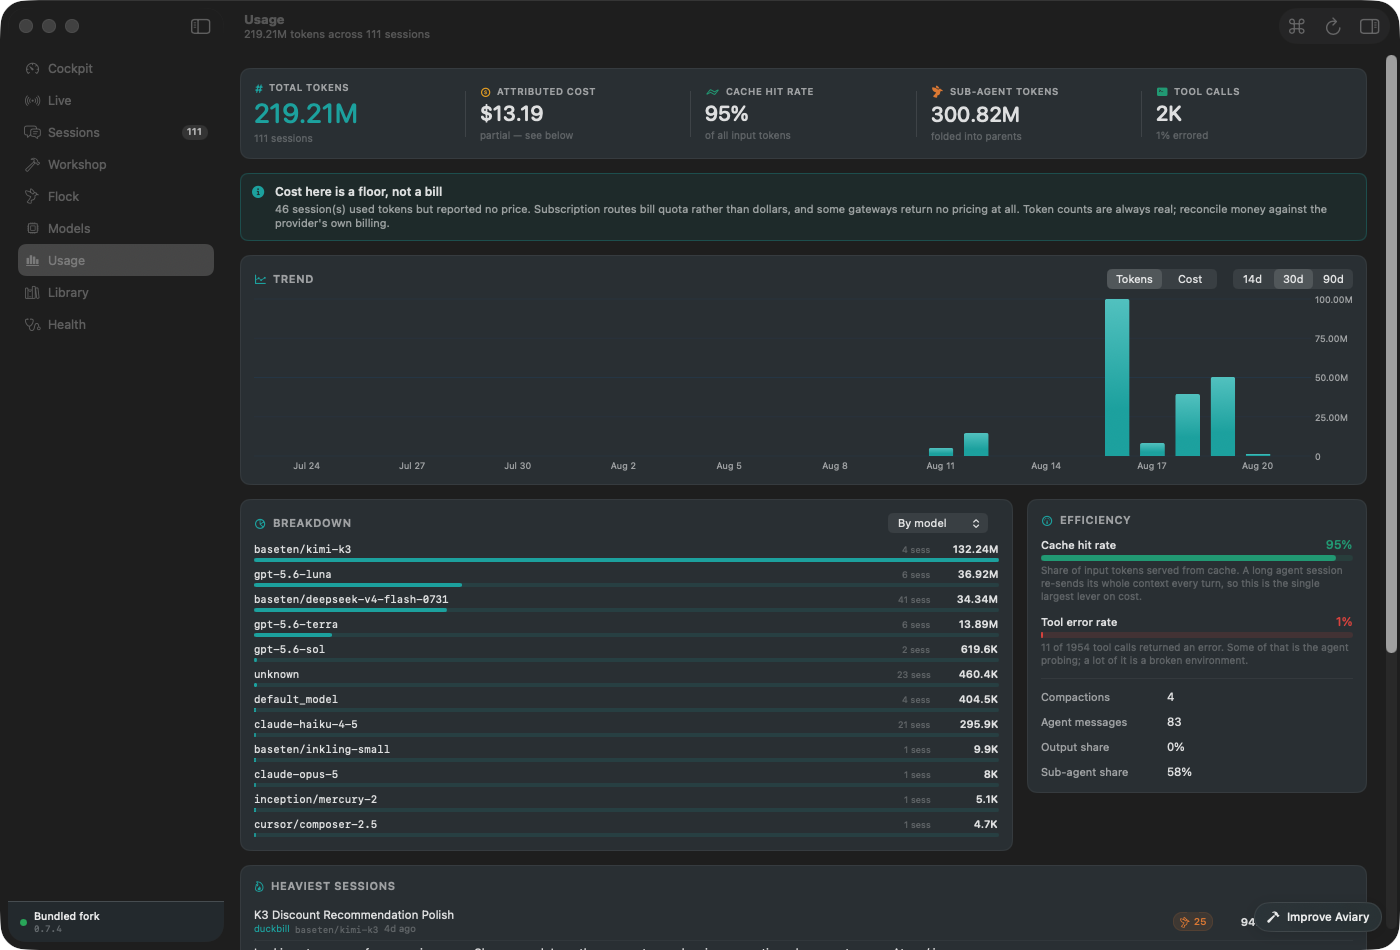 Usage
219.21M tokens across 111 sessions
Cockpit
Live
Sessions 111
Workshop
Flock
Models
Usage
Library
Health
Bundled fork
0.7.4
# TOTAL TOKENS
219.21M
111 sessions
ATTRIBUTED COST
$13.19
partial — see below
CACHE HIT RATE
95%
of all input tokens
SUB-AGENT TOKENS
300.82M
folded into parents
TOOL CALLS
2K
1% errored
Cost here is a floor, not a bill
46 session(s) used tokens but reported no price. Subscription routes bill quota rather than dollars, and some gateways return no pricing at all. Token counts are always real; reconcile money against the
provider's own billing.
TREND
Tokens Cost 14d 30d 90d
100.00M
75.00M
50.00M
25.00M
0
Jul 24 Jul 27 Jul 30 Aug 2 Aug 5 Aug 8 Aug 11 Aug 14 Aug 17 Aug 20
BREAKDOWN By model
baseten/kimi-k3 4 sess 132.24M
gpt-5.6-luna 6 sess 36.92M
baseten/deepseek-v4-flash-0731 41 sess 34.34M
gpt-5.6-terra 6 sess 13.89M
gpt-5.6-sol 2 sess 619.6K
unknown 23 sess 460.4K
default_model 4 sess 404.5K
claude-haiku-4-5 21 sess 295.9K
baseten/inkling-small 1 sess 9.9K
claude-opus-5 1 sess 8K
inception/mercury-2 1 sess 5.1K
cursor/composer-2.5 1 sess 4.7K
EFFICIENCY
Cache hit rate 95%
Share of input tokens served from cache. A long agent session
re-sends its whole context every turn, so this is the single
largest lever on cost.
Tool error rate 1%
11 of 1954 tool calls returned an error. Some of that is the agent
probing; a lot of it is a broken environment.
Compactions 4
Agent messages 83
Output share 0%
Sub-agent share 58%
HEAVIEST SESSIONS
K3 Discount Recommendation Polish
duckbill baseten/kimi-k3 4d ago
25 94
Improve Aviary